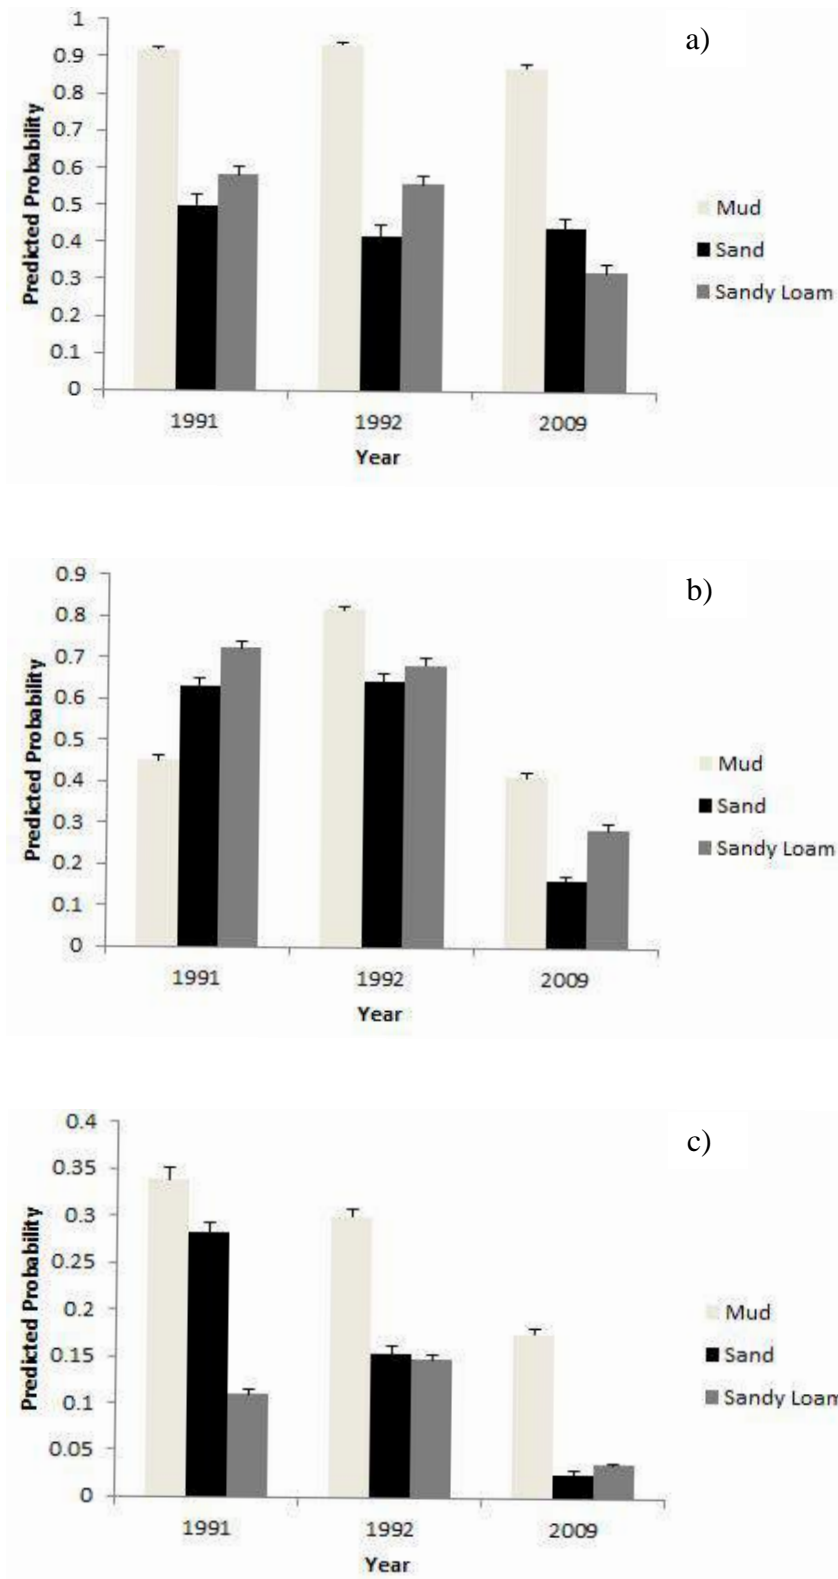 a)
1
0.9
0.8
0.7
0.6
0.5
0.4
0.3
0.2
0.1
0
Predicted Probability
1991 1992 2009
Year
Mud
Sand
Sandy Loam
b)
0.9
0.8
0.7
0.6
0.5
0.4
0.3
0.2
0.1
0
Predicted Probability
1991 1992 2009
Year
Mud
Sand
Sandy Loam
c)
0.4
0.35
0.3
0.25
0.2
0.15
0.1
0.05
0
Predicted Probability
1991 1992 2009
Year
Mud
Sand
Sandy Loam